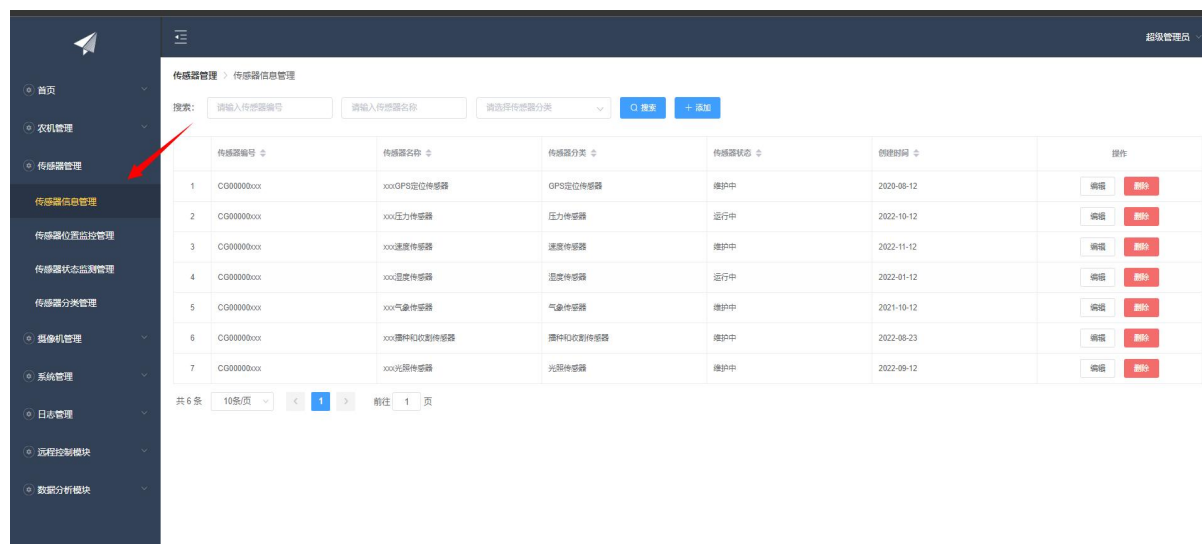 超级管理员
首页
农机管理
传感器管理
传感器信息管理
传感器位置监控管理
传感器状态监测管理
传感器分类管理
摄像机管理
系统管理
日志管理
远程控制模块
数据分析模块
传感器管理 > 传感器信息管理
搜索: 请输入传感器编号 请输入传感器名称 请选择传感器分类 搜索 + 添加
传感器编号 传感器名称 传感器分类 传感器状态 创建时间 操作
1 CG00000xxx xxxGPS定位传感器 GPS定位传感器 维护中 2020-08-12 编辑 删除
2 CG00000xxx xxx压力传感器 压力传感器 运行中 2022-10-12 编辑 删除
3 CG00000xxx xxx速度传感器 速度传感器 维护中 2022-11-12 编辑 删除
4 CG00000xxx xxx湿度传感器 湿度传感器 运行中 2022-01-12 编辑 删除
5 CG00000xxx xxx气象传感器 气象传感器 维护中 2021-10-12 编辑 删除
6 CG00000xxx xxx播种和收割传感器 播种和收割传感器 维护中 2022-08-23 编辑 删除
7 CG00000xxx xxx光照传感器 光照传感器 维护中 2022-09-12 编辑 删除
共 6 条 10条/页 < 1 > 前往 1 页